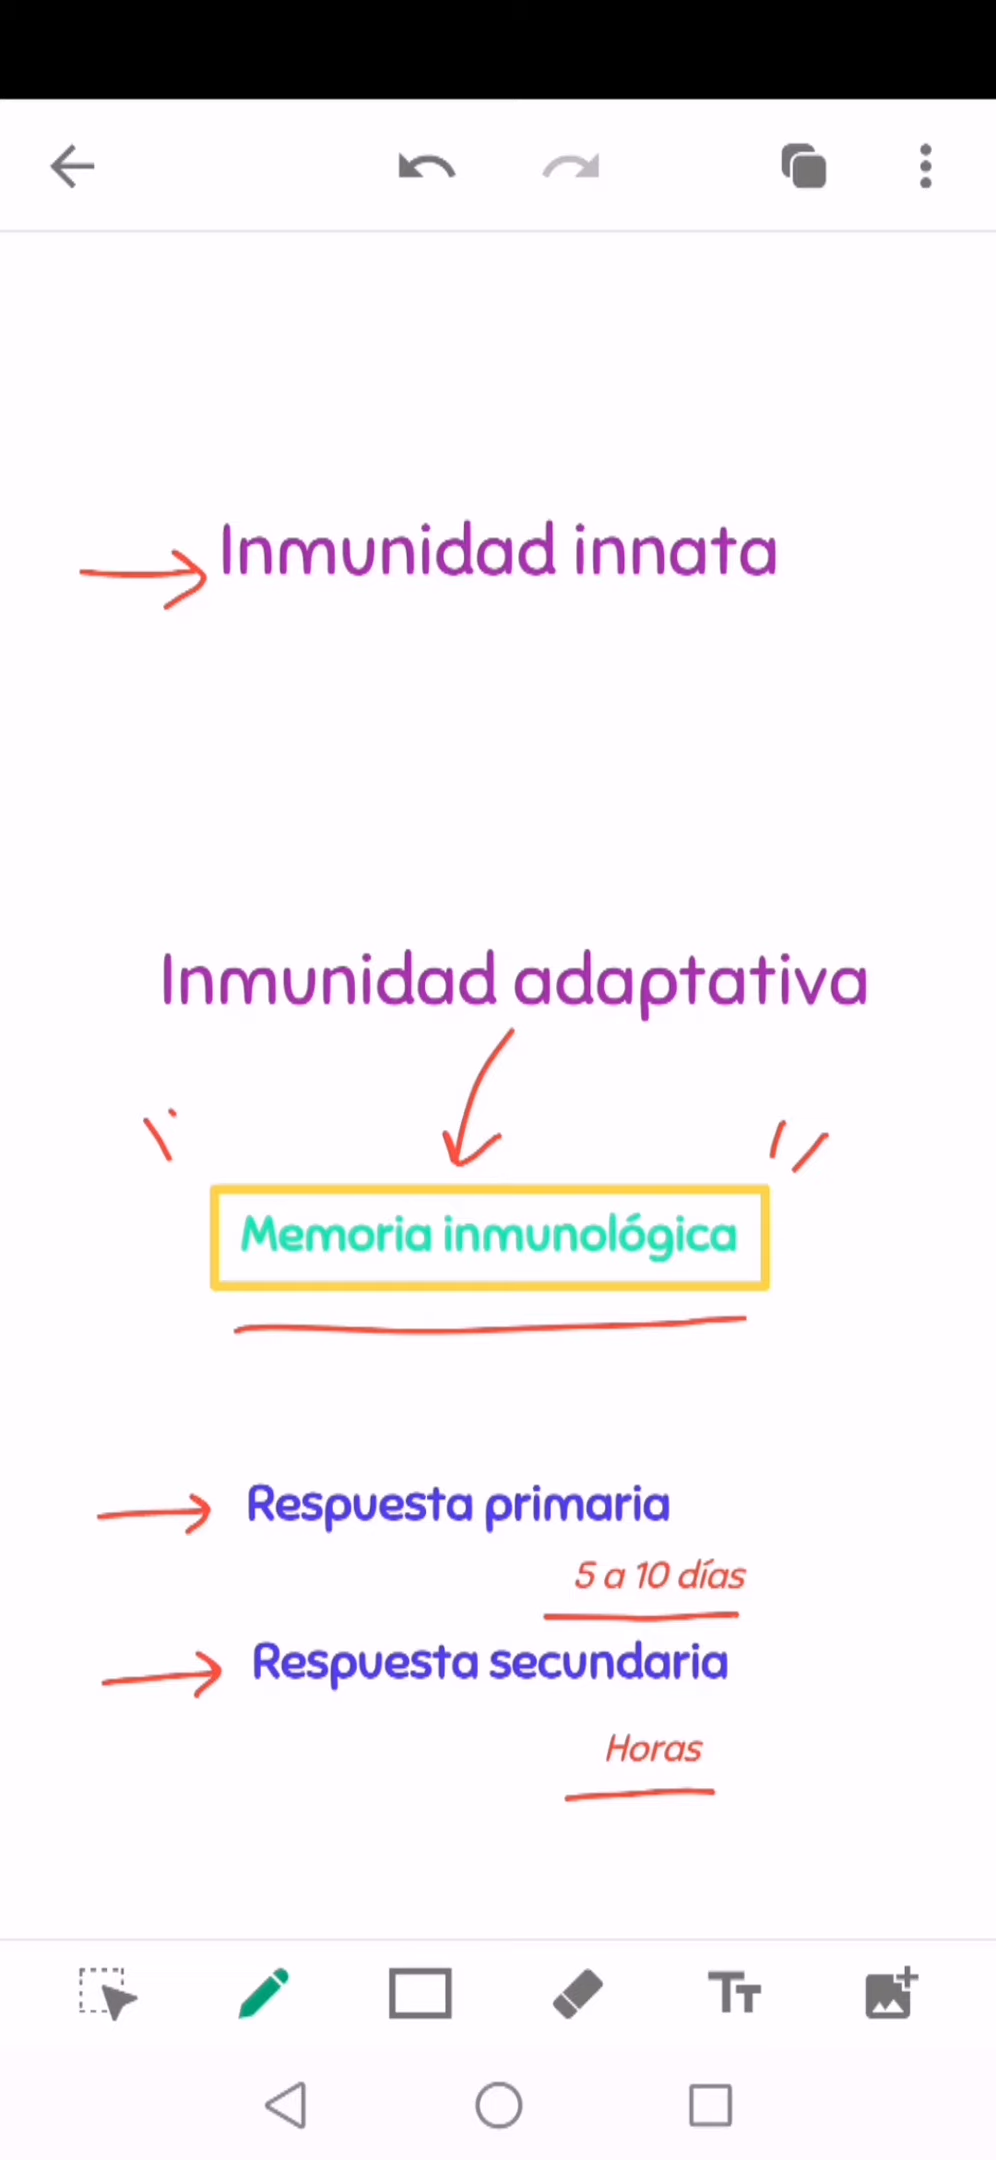 Inmunidad innata
Inmunidad adaptativa
Memoria inmunológica
Respuesta primaria
5 a 10 días
Respuesta secundaria
Horas